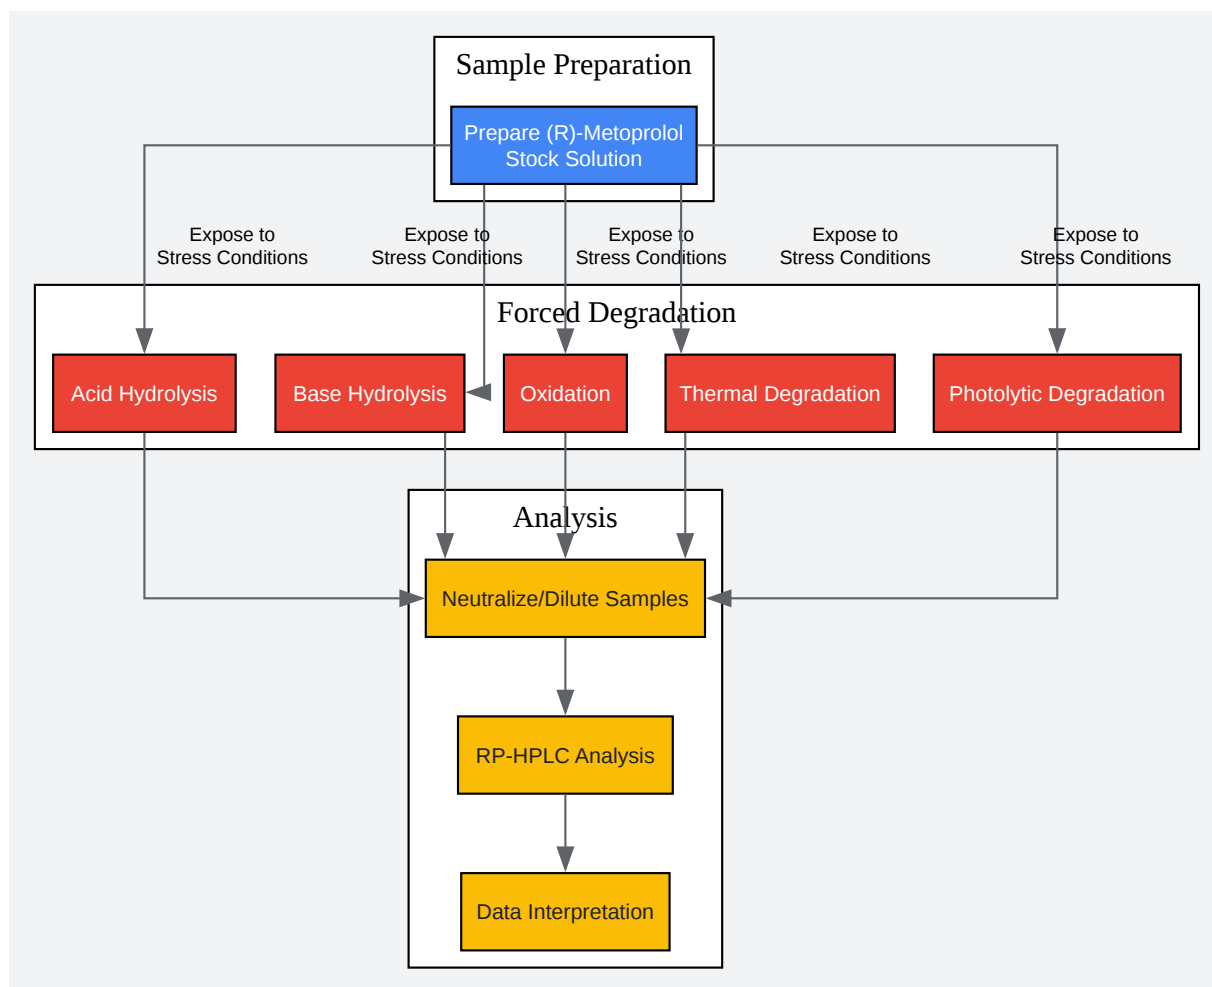 Sample Preparation
Prepare (R)-Metoprolol
Stock Solution
Expose to
Stress Conditions
Expose to
Stress Conditions
Expose to
Stress Conditions
Expose to
Stress Conditions
Expose to
Stress Conditions
Forced Degradation
Acid Hydrolysis
Base Hydrolysis
Oxidation
Thermal Degradation
Photolytic Degradation
Analysis
Neutralize/Dilute Samples
RP-HPLC Analysis
Data Interpretation